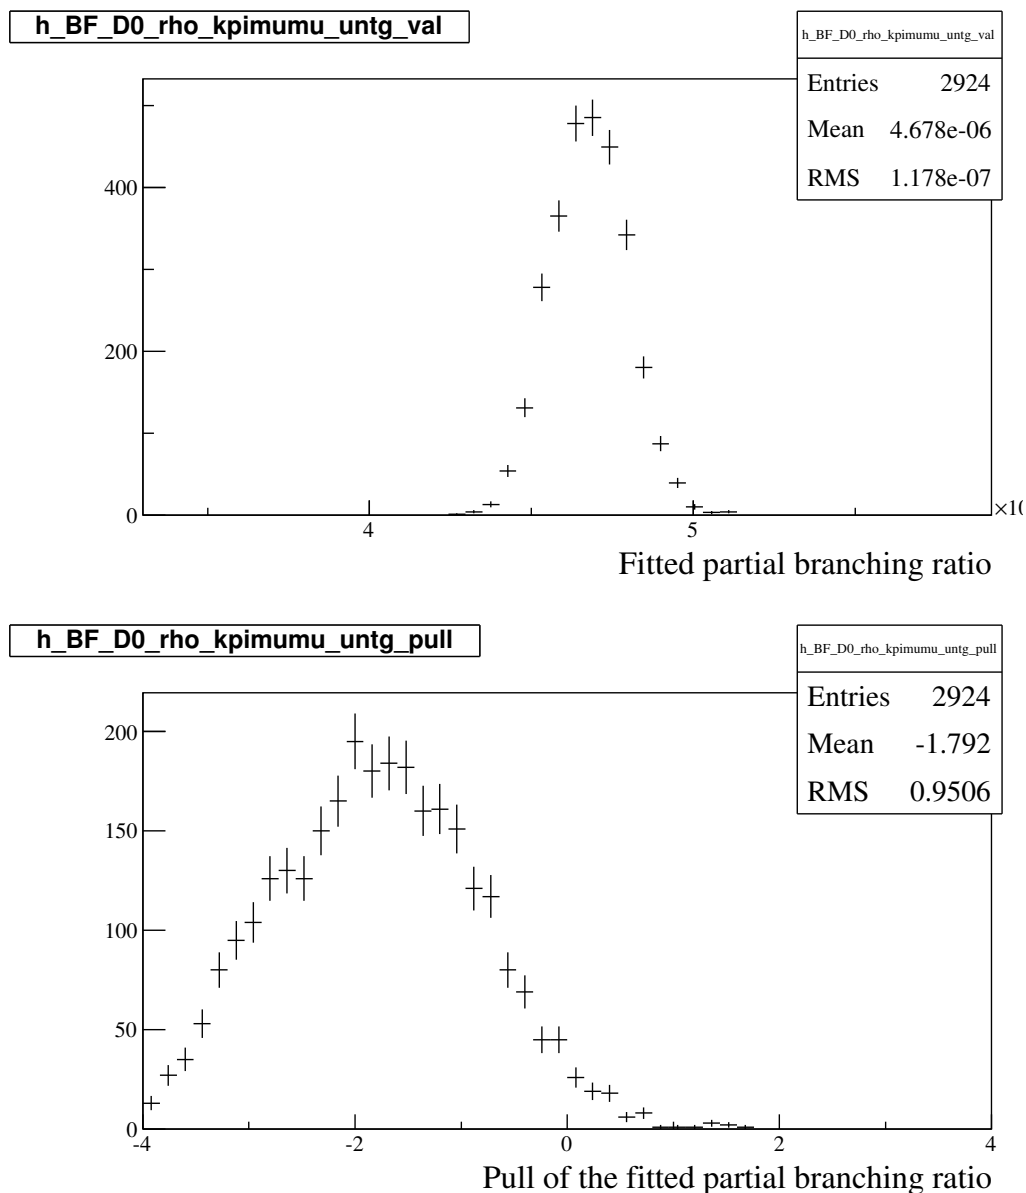 h_BF_D0_rho_kpimumu_untg_val
h_BF_D0_rho_kpimumu_untg_val
Entries 2924
Mean 4.678e-06
RMS 1.178e-07
400
200
0
4
5
×10
Fitted partial branching ratio
h_BF_D0_rho_kpimumu_untg_pull
h_BF_D0_rho_kpimumu_untg_pull
Entries 2924
Mean -1.792
RMS 0.9506
200
150
100
50
0
-4
-2
0
2
4
Pull of the fitted partial branching ratio